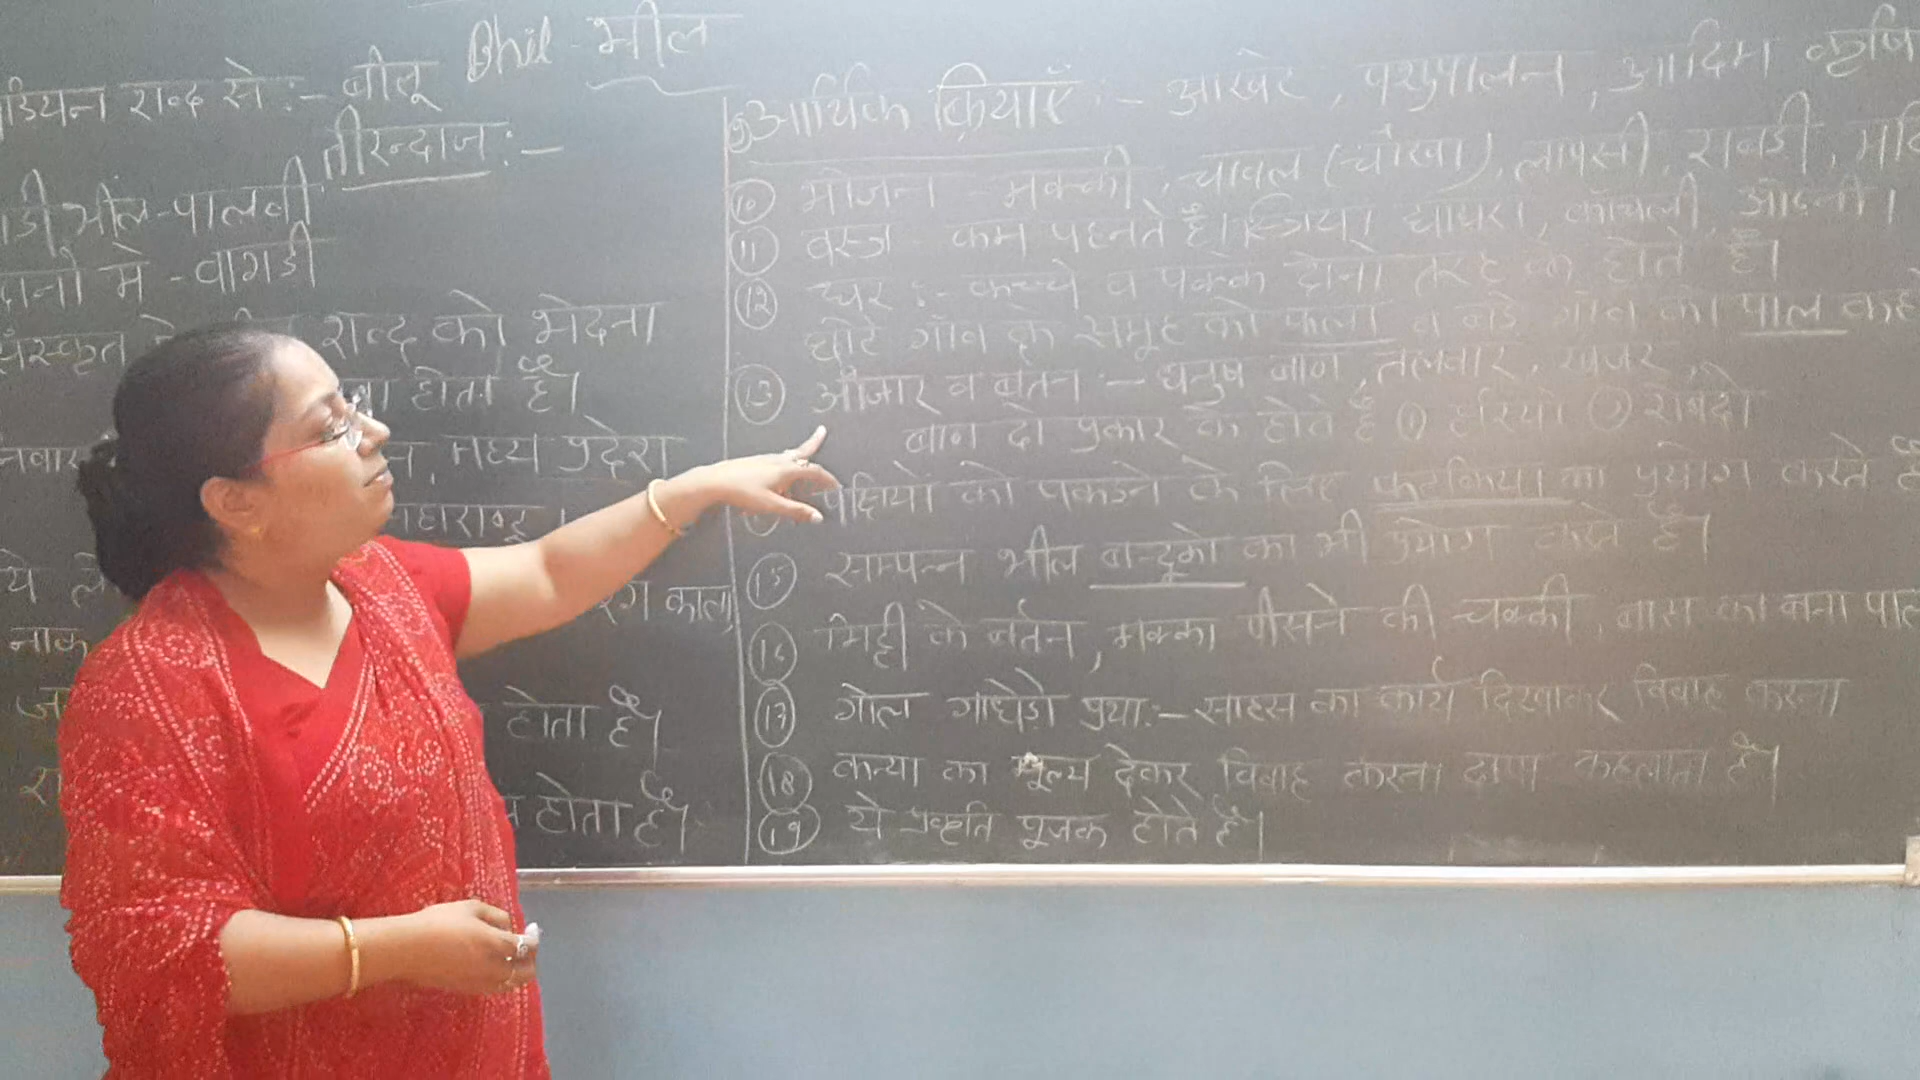 Bhil - भील
डियन शब्द से :- बीलू
तीरन्दाज :-
डी भील - पालवी
में - वागडी
शब्द को भेदना
होता है।
मध्य प्रदेश
महाराष्ट्र ।
ये
रंग काला,
नाक
होता है।
होता है।
9 आर्थिक क्रियाएँ :- आखेट, पशुपालन, आदिम कृषि
10 भोजन - मक्की, चावल (चोखा), लापसी, राबडी,
11 वस्त्र - कम पहनते है। स्त्रियां घाघरा, काँचली, ओढनी।
12 घर :- कच्चे व पक्के दोनो तरह के होते है।
छोटे गाँव के समूह को फला व बडे गाँव को पाल
13 औजार व बर्तन :- धनुष बाण, तलवार, खंजर,
बाण दो प्रकार के होते है ① हरियो ② रोबदो
पक्षियों को पकडने के लिए फटकिया का प्रयोग करते है
15 सम्पन्न भील बन्दूको का भी प्रयोग करते है।
16 मिट्टी के बर्तन, मक्का पीसने की चक्की, बास का बना
17 गोल गाधेडो प्रथा :- साहस का कार्य दिखाकर विवाह करना
18 कन्या का मूल्य देकर विवाह करना दापा कहलाता है।
19 ये प्रकृति पूजक होते है।